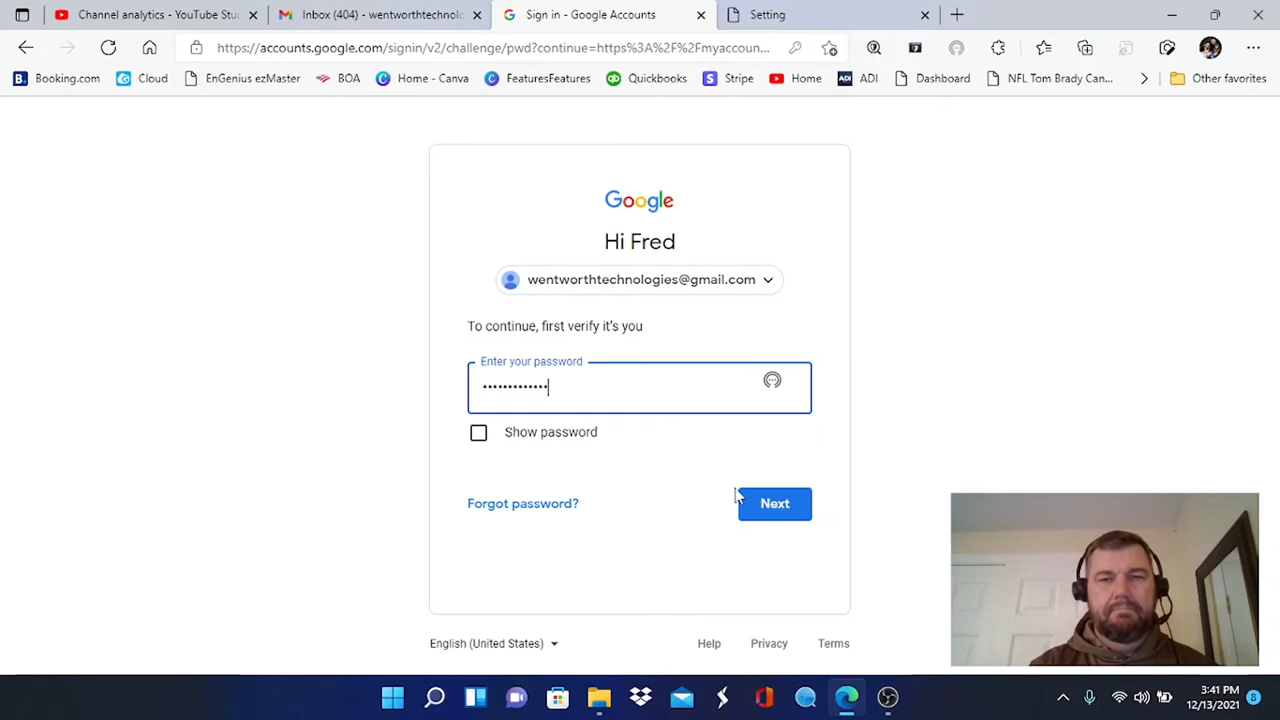 Channel analytics - YouTube Stu
Inbox (404) - wentworthtechnolo
Sign in - Google Accounts
Setting
https://accounts.google.com/signin/v2/challenge/pwd?continue=https%3A%2F%2Fmyaccoun...
Booking.com
Cloud
EnGenius ezMaster
BOA
Home - Canva
FeaturesFeatures
Quickbooks
Stripe
Home
ADI
Dashboard
NFL Tom Brady Can...
Other favorites
Google
Hi Fred
wentworthtechnologies@gmail.com
To continue, first verify it's you
Enter your password
•••••••••••••
Show password
Forgot password?
Next
English (United States)
Help
Privacy
Terms
3:41 PM
12/13/2021
8